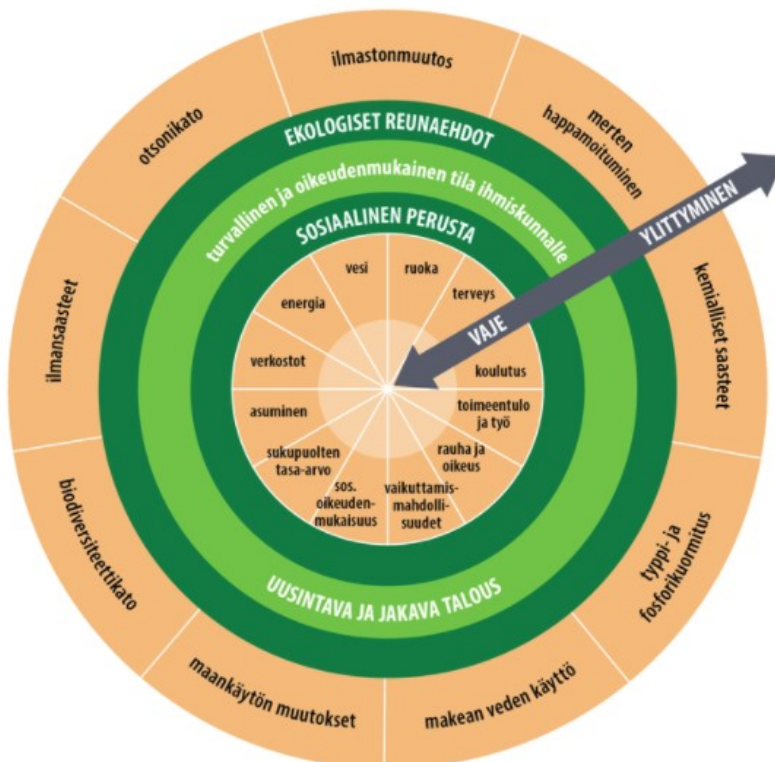 ilmastonmuutos
merten
happamoituminen
kemialliset saasteet
typpi- ja
fosforikuormitus
makean veden käyttö
maankäytön muutokset
biodiversiteettikato
ilmansaasteet
otsonikato
EKOLOGISET REUNAEHDOT
turvallinen ja oikeudenmukainen tila ihmiskunnalle
SOSIAALINEN PERUSTA
YLITTYMINEN
VAJE
vesi
ruoka
terveys
koulutus
toimeentulo
ja työ
rauha ja
oikeus
vaikuttamis-
mahdolli-
suudet
sos.
oikeuden-
mukaisuus
sukupuolten
tasa-arvo
asuminen
verkostot
energia
UUSINTAVA JA JAKAVA TALOUS